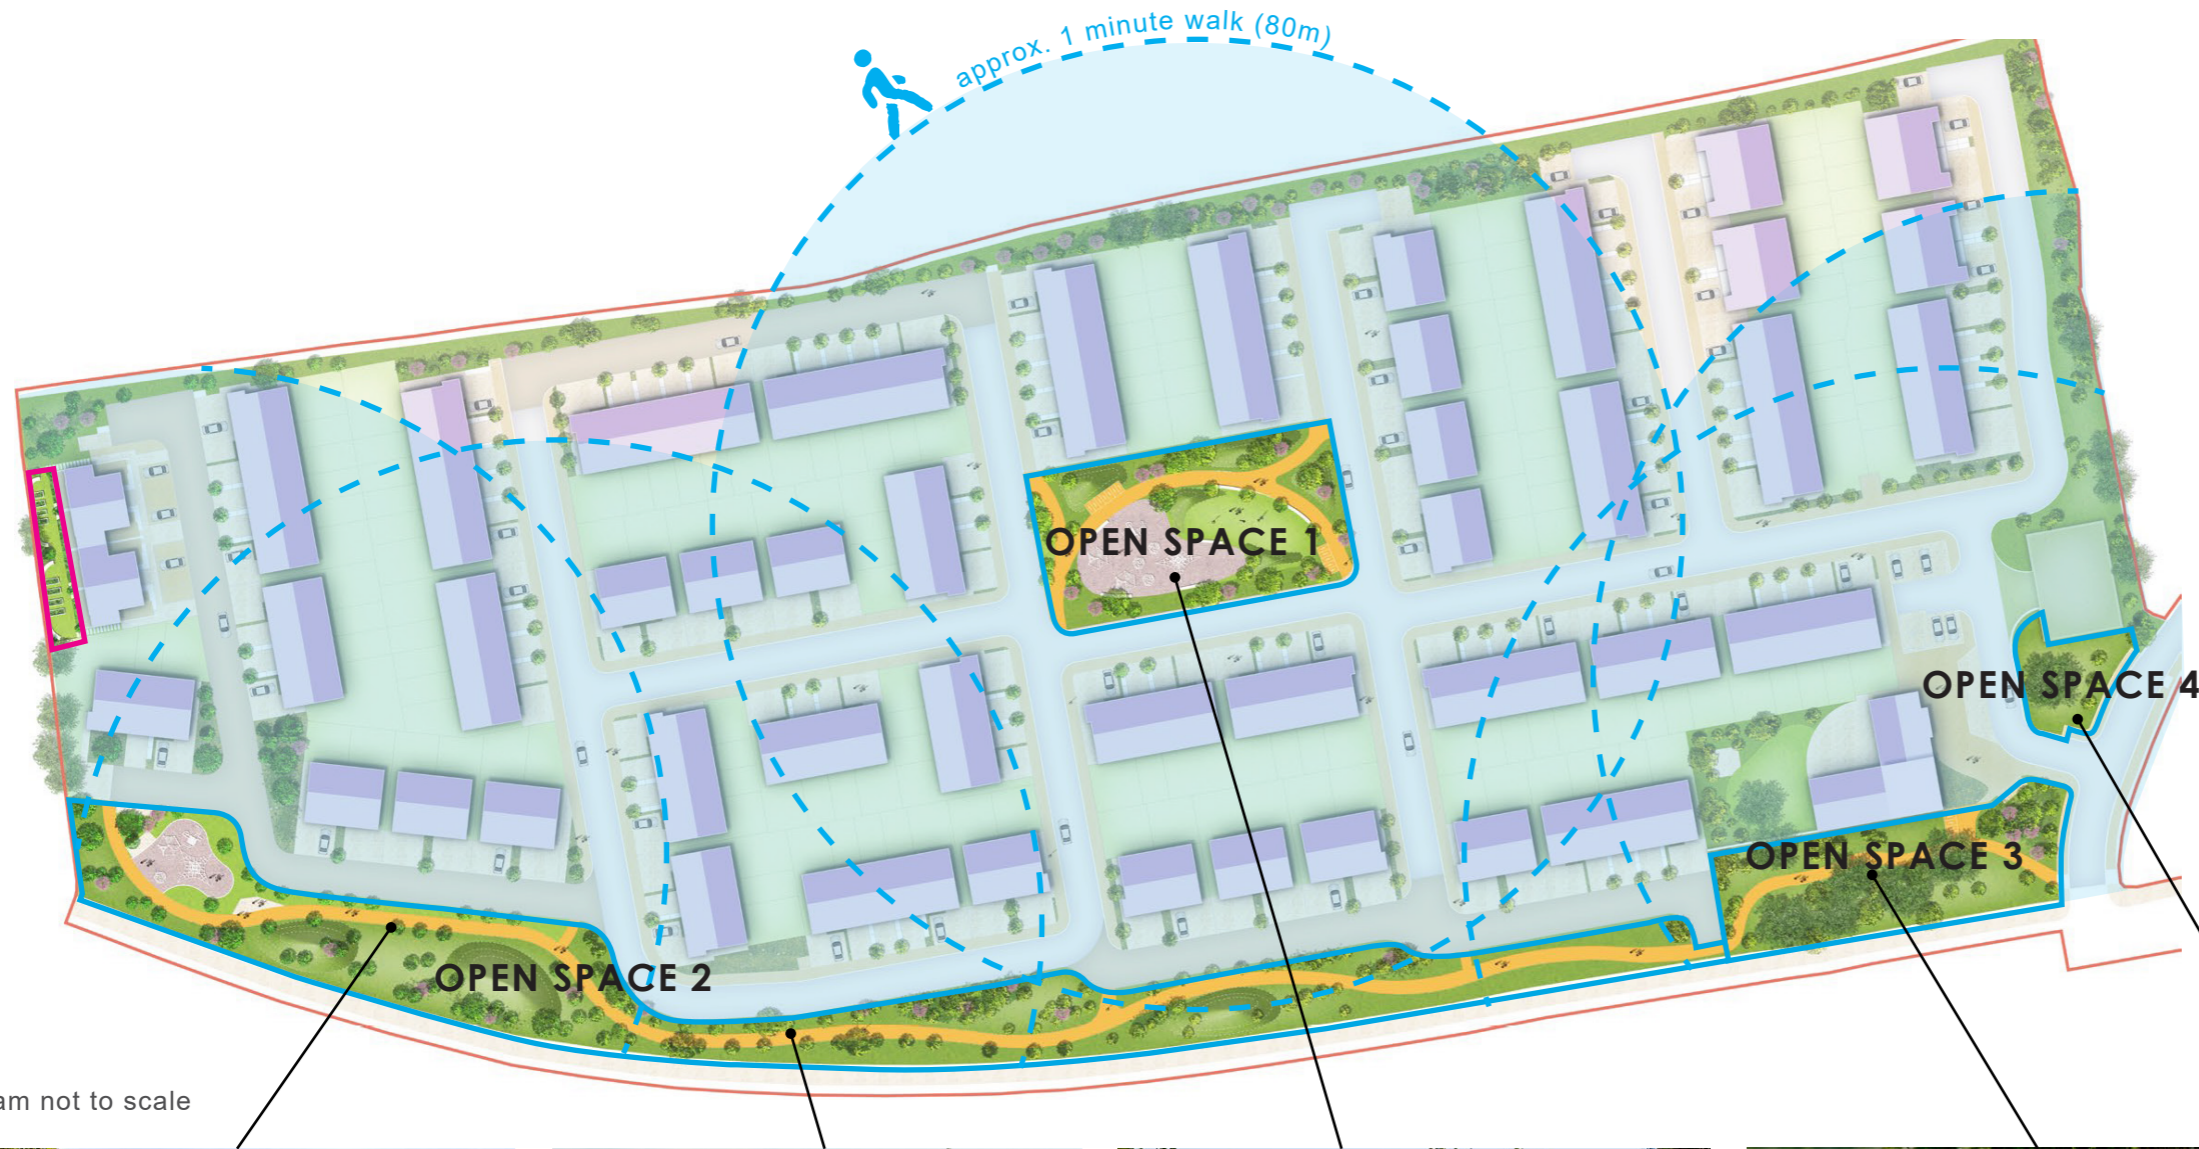 approx. 1 minute walk (80m)
OPEN SPACE 1
OPEN SPACE 4
OPEN SPACE 3
OPEN SPACE 2
am not to scale